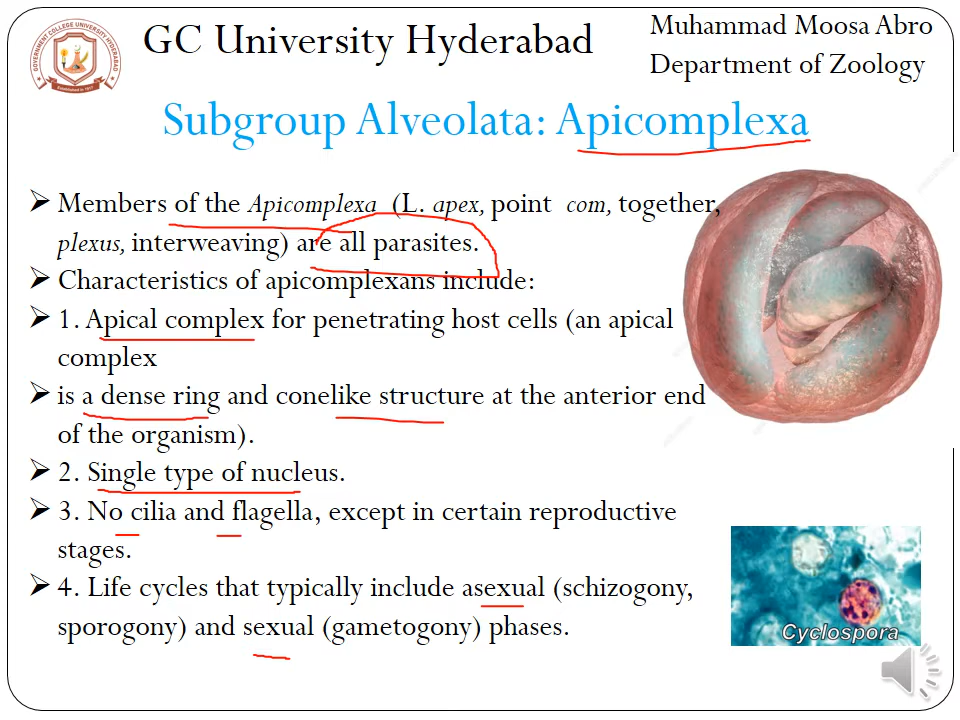 GC University Hyderabad
Muhammad Moosa Abro
Department of Zoology
GOVERNMENT COLLEGE UNIVERSITY HYDERABAD
Subgroup Alveolata: Apicomplexa
➤ Members of the Apicomplexa (L. apex, point com, together,
plexus, interweaving) are all parasites.
➤ Characteristics of apicomplexans include:
➤ 1. Apical complex for penetrating host cells (an apical
complex
➤ is a dense ring and conelike structure at the anterior end
of the organism).
➤ 2. Single type of nucleus.
➤ 3. No cilia and flagella, except in certain reproductive
stages.
➤ 4. Life cycles that typically include asexual (schizogony,
sporogony) and sexual (gametogony) phases.
Cyclospora